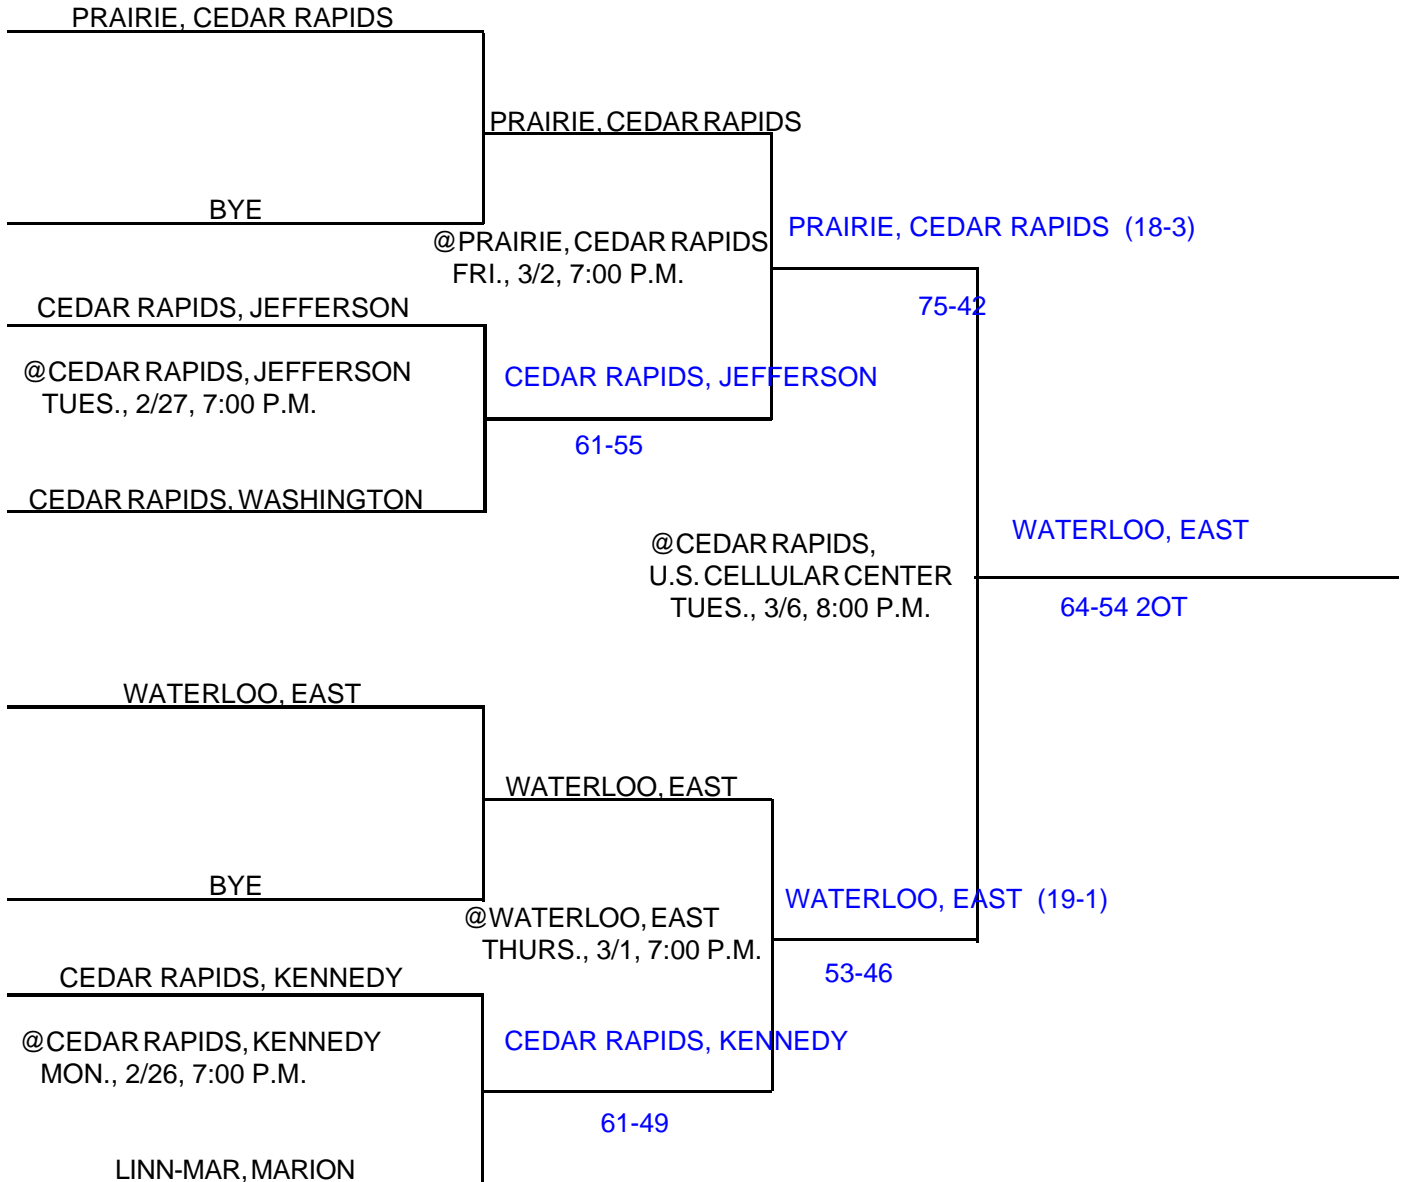 PRAIRIE, CEDAR RAPIDS
PRAIRIE, CEDAR RAPIDS
BYE
PRAIRIE, CEDAR RAPIDS (18-3)
@PRAIRIE, CEDAR RAPIDS
FRI., 3/2, 7:00 P.M.
75-42
CEDAR RAPIDS, JEFFERSON
@CEDAR RAPIDS, JEFFERSON
TUES., 2/27, 7:00 P.M.
CEDAR RAPIDS, JEFFERSON
61-55
CEDAR RAPIDS, WASHINGTON
WATERLOO, EAST
@CEDAR RAPIDS,
U.S. CELLULAR CENTER
TUES., 3/6, 8:00 P.M.
64-54 2OT
WATERLOO, EAST
WATERLOO, EAST
BYE
WATERLOO, EAST (19-1)
@WATERLOO, EAST
THURS., 3/1, 7:00 P.M.
53-46
CEDAR RAPIDS, KENNEDY
@CEDAR RAPIDS, KENNEDY
MON., 2/26, 7:00 P.M.
CEDAR RAPIDS, KENNEDY
61-49
LINN-MAR, MARION